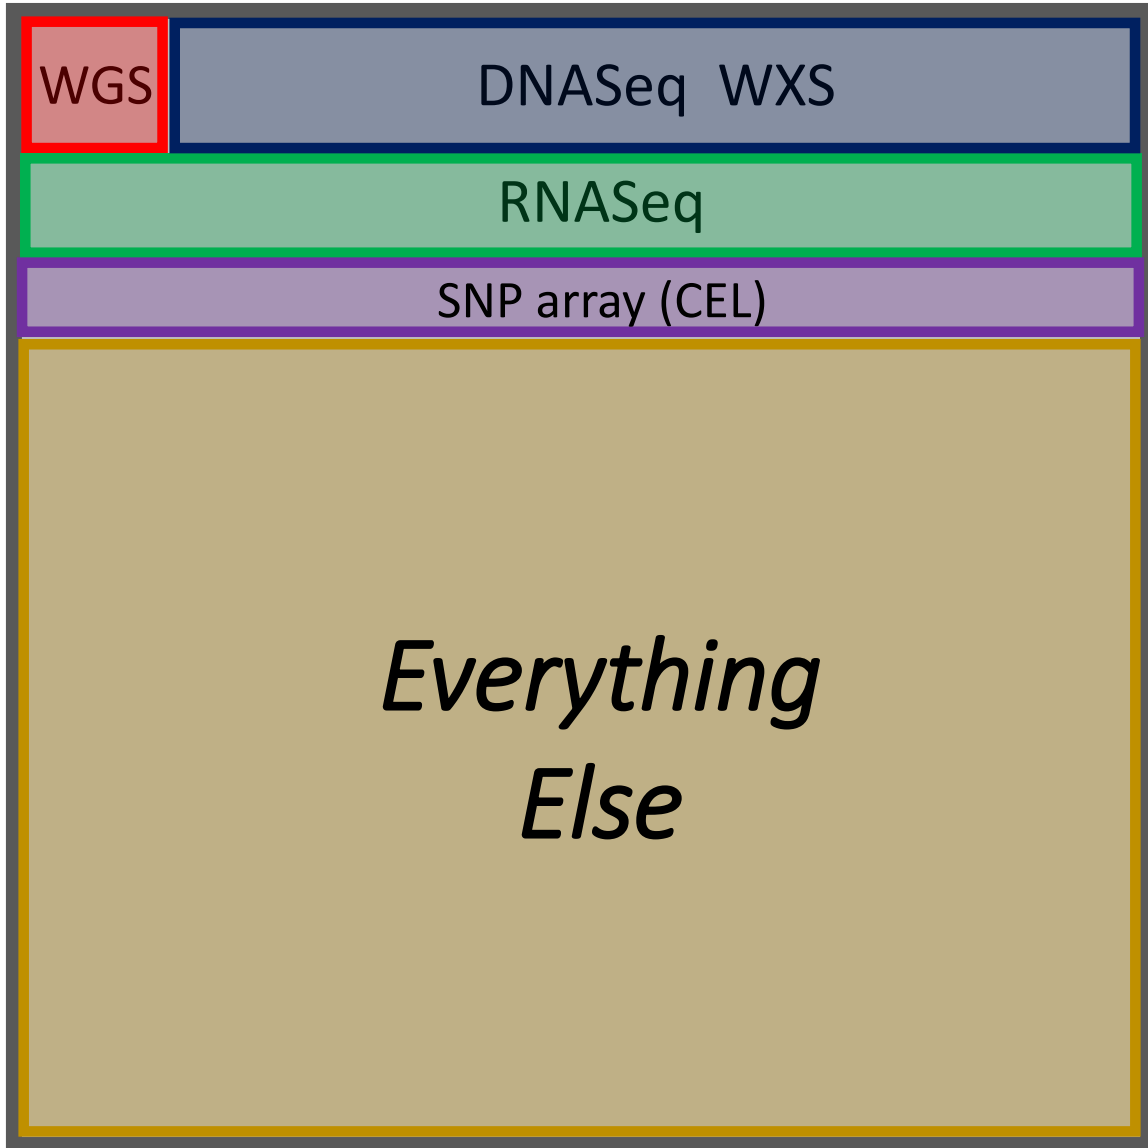 WGS
DNASeq WXS
RNASeq
SNP array (CEL)
Everything
Else